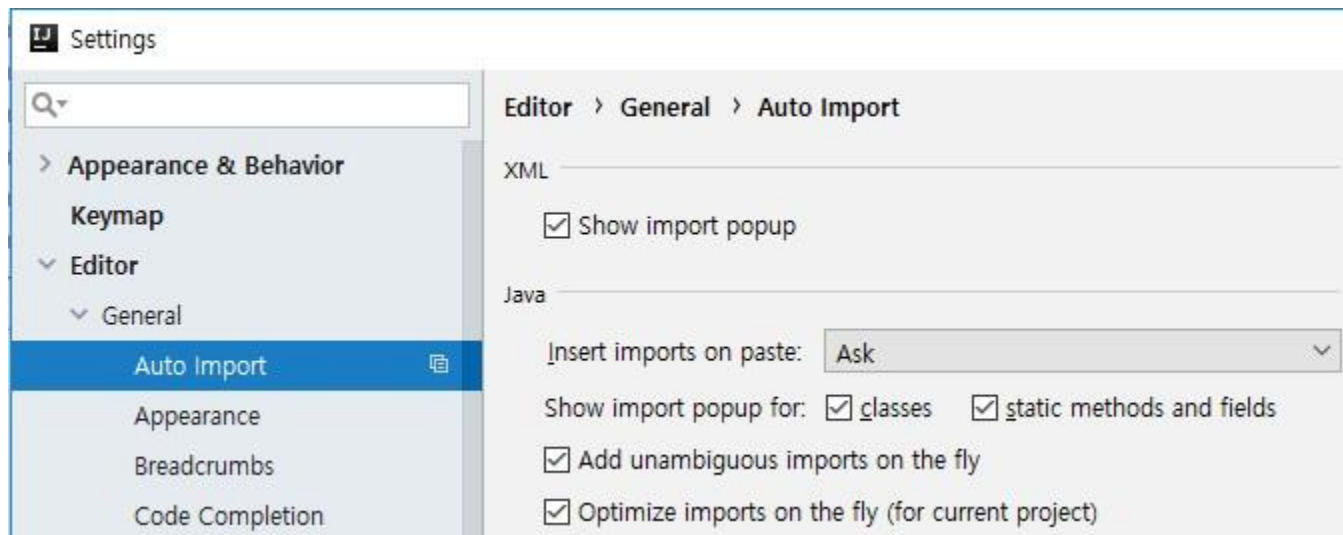 IJ Settings
Appearance & Behavior
Keymap
Editor
General
Auto Import
Appearance
Breadcrumbs
Code Completion
Editor › General › Auto Import
XML
Show import popup
Java
Insert imports on paste: Ask
Show import popup for: classes static methods and fields
Add unambiguous imports on the fly
Optimize imports on the fly (for current project)